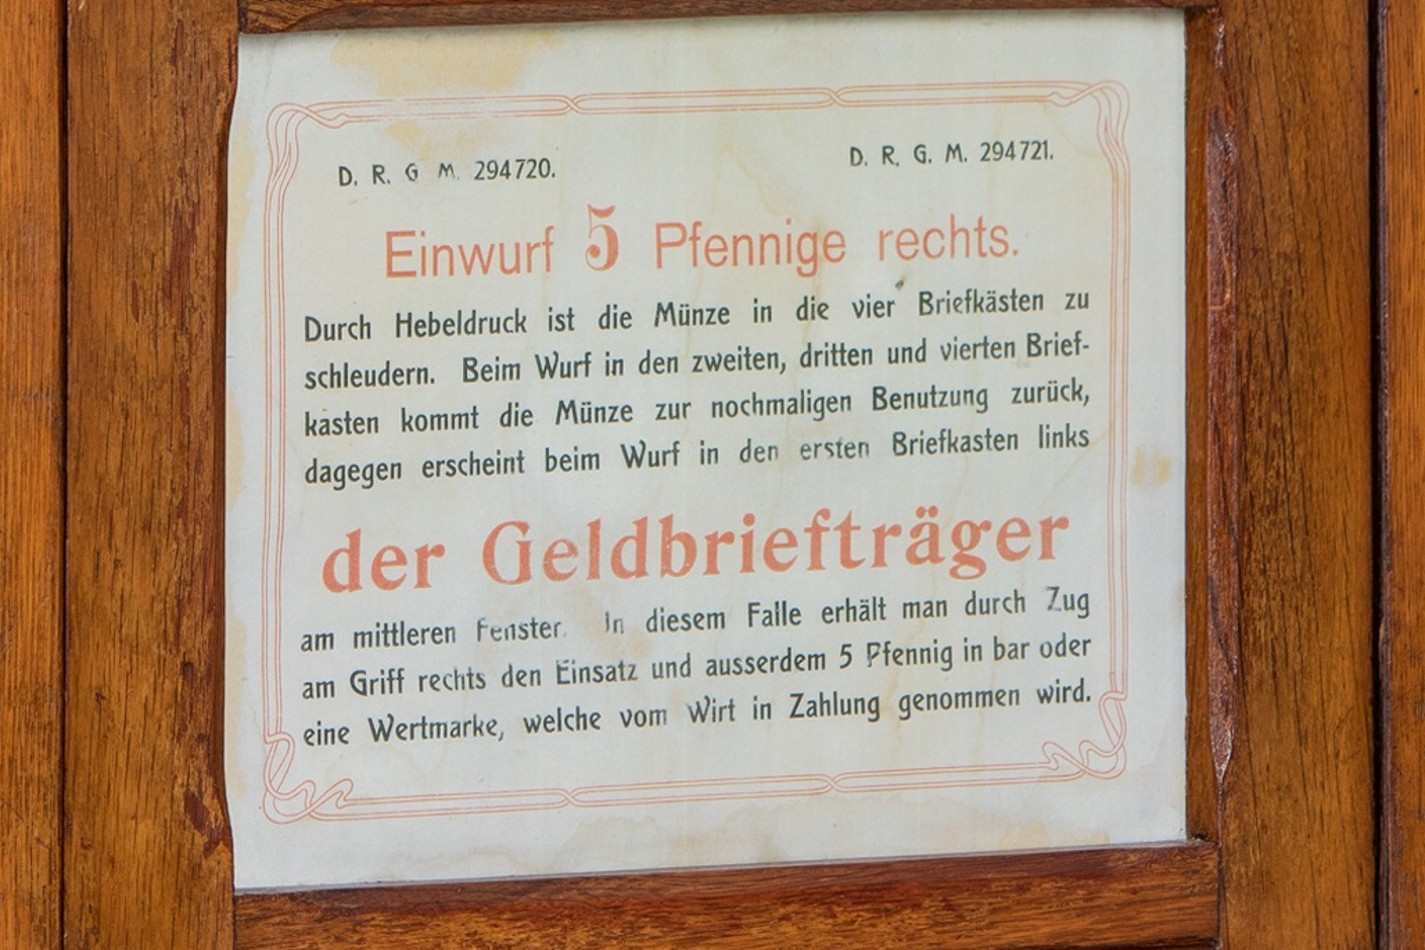 D. R. G M. 294720. D. R. G. M. 294721.
Einwurf 5 Pfennige rechts.
Durch Hebeldruck ist die Münze in die vier Briefkästen zu
schleudern. Beim Wurf in den zweiten, dritten und vierten Brief-
kasten kommt die Münze zur nochmaligen Benutzung zurück,
dagegen erscheint beim Wurf in den ersten Briefkasten links
der Geldbriefträger
am mittleren Fenster. In diesem Falle erhält man durch Zug
am Griff rechts den Einsatz und ausserdem 5 Pfennig in bar oder
eine Wertmarke, welche vom Wirt in Zahlung genommen wird.